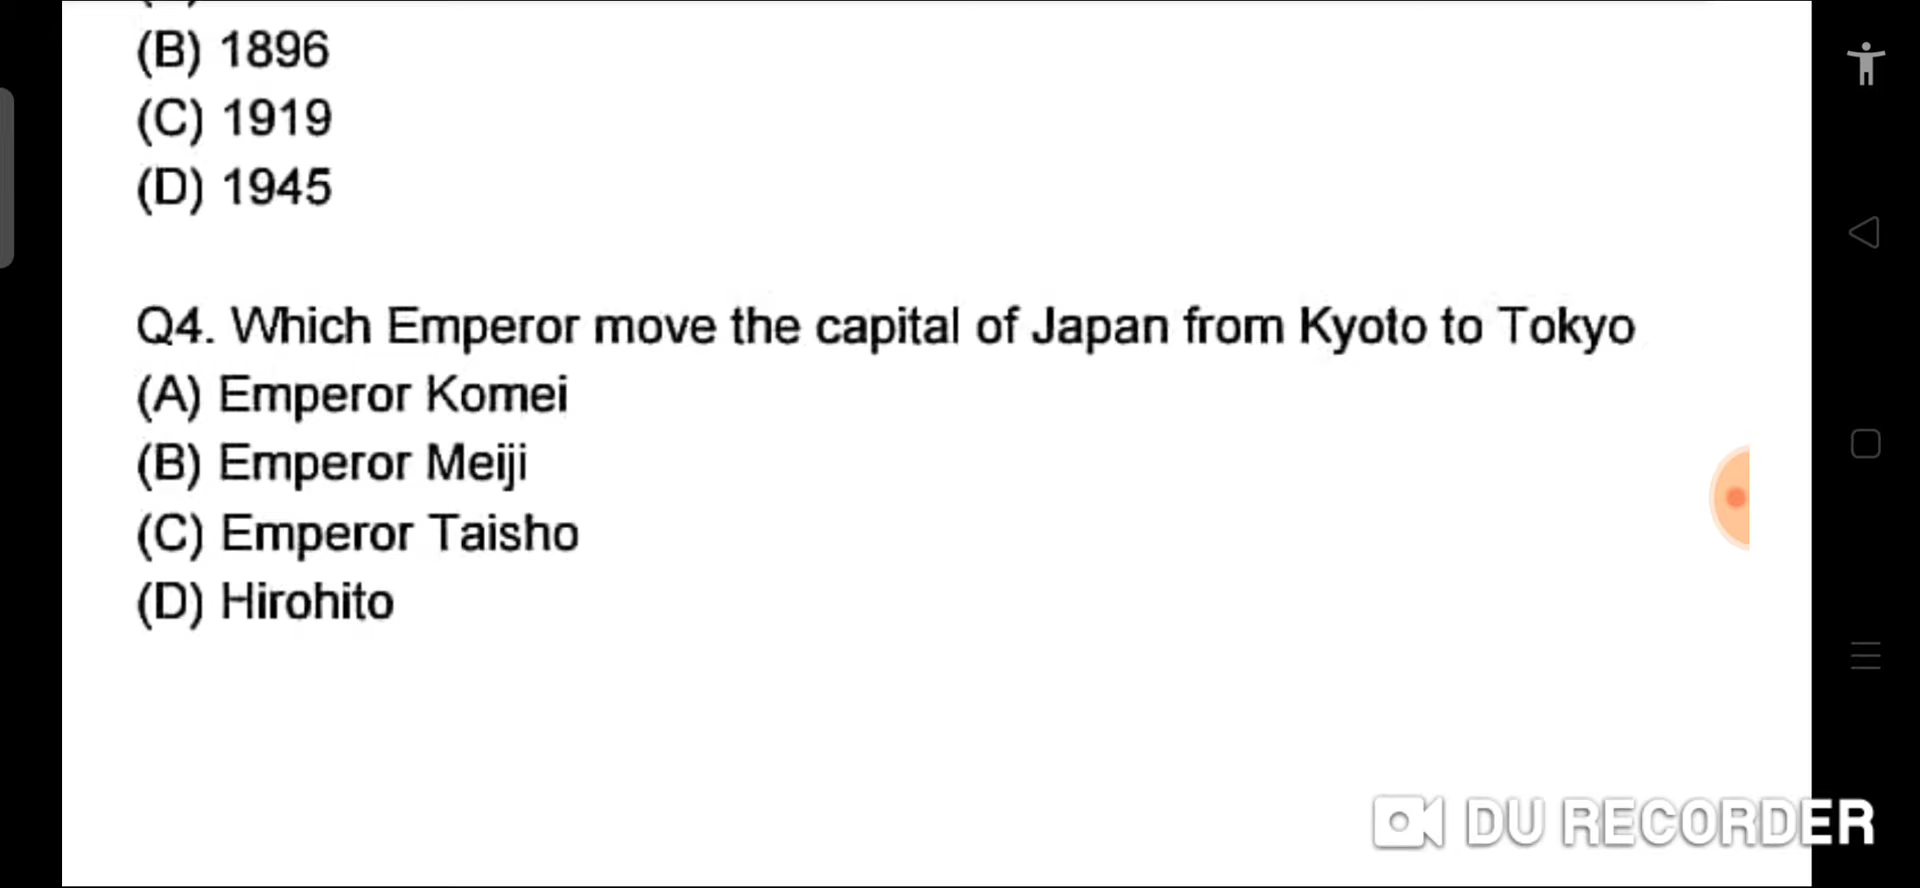 (B) 1896
(C) 1919
(D) 1945
Q4. Which Emperor move the capital of Japan from Kyoto to Tokyo
(A) Emperor Komei
(B) Emperor Meiji
(C) Emperor Taisho
(D) Hirohito
DU RECORDER